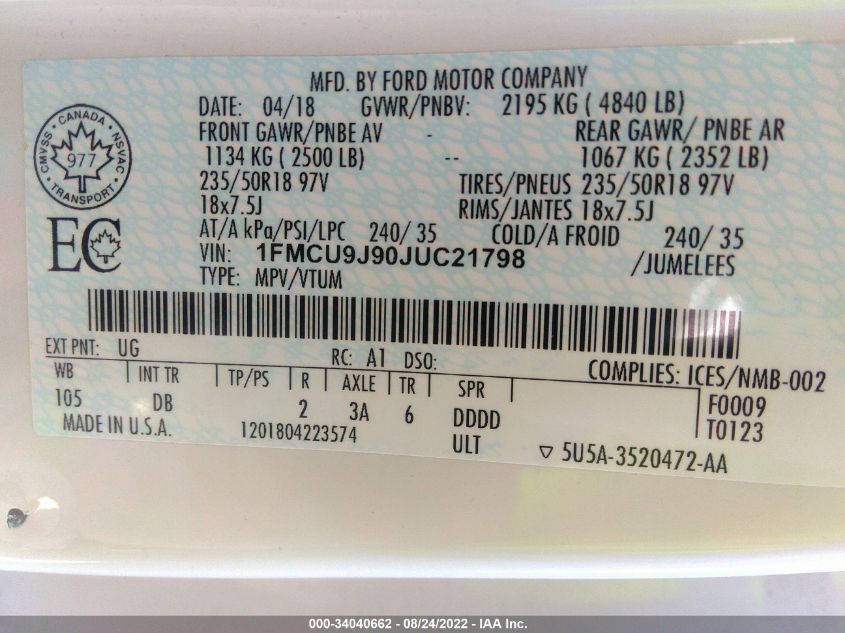 MFD. BY FORD MOTOR COMPANY
DATE: 04/18 GVWR/PNBV: 2195 KG ( 4840 LB)
FRONT GAWR/PNBE AV - REAR GAWR/ PNBE AR
1134 KG ( 2500 LB) -- 1067 KG ( 2352 LB)
235/50R18 97V TIRES/PNEUS 235/50R18 97V
18x7.5J RIMS/JANTES 18x7.5J
AT/A kPa/PSI/LPC 240/ 35 COLD/A FROID 240/ 35
VIN: 1FMCU9J90JUC21798 /JUMELEES
TYPE: MPV/VTUM
CMVSS · CANADA · NSVAC
977
· TRANSPORT ·
EC
EXT PNT: UG RC: A1 DSO: COMPLIES: ICES/NMB-002
WB INT TR TP/PS R AXLE TR SPR F0009
105 DB 2 3A 6 DDDD T0123
MADE IN U.S.A. 1201804223574 ULT ▽ 5U5A-3520472-AA
000-34040662 - 08/24/2022 - IAA Inc.